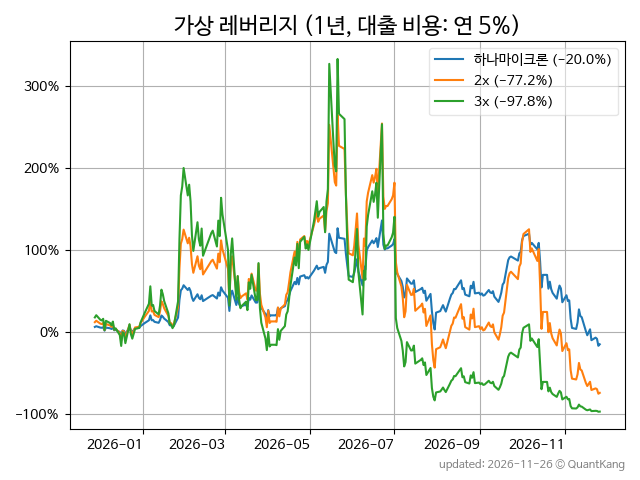 가상 레버리지 (1년, 대출 비용: 연 5%)
하나마이크론 (-20.0%)
2x (-77.2%)
3x (-97.8%)
300%
200%
100%
0%
-100%
2026-01 2026-03 2026-05 2026-07 2026-09 2026-11
updated: 2026-11-26 © QuantKang